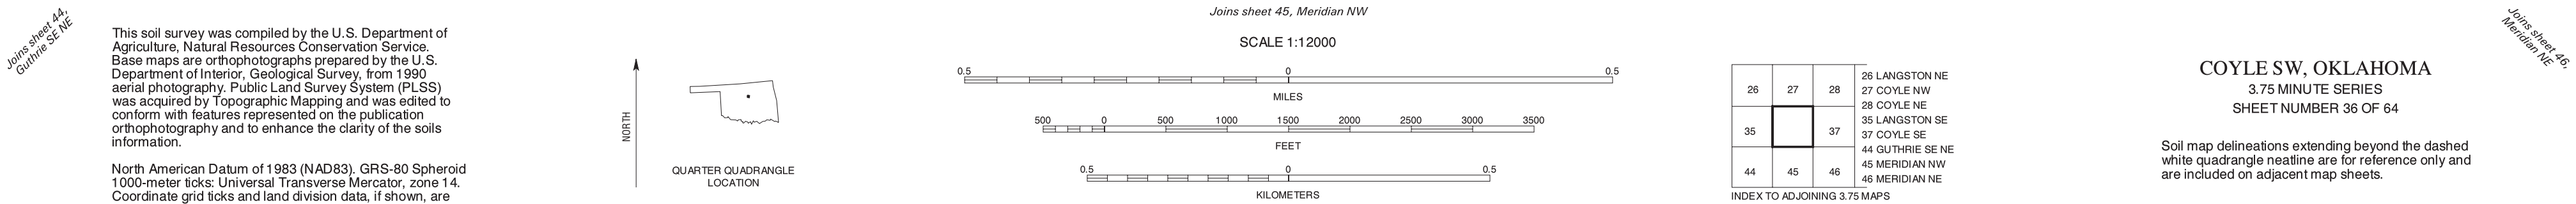 Joins sheet 44,
Guthrie SE NE
This soil survey was compiled by the U.S. Department of
Agriculture, Natural Resources Conservation Service.
Base maps are orthophotographs prepared by the U.S.
Department of Interior, Geological Survey, from 1990
aerial photography. Public Land Survey System (PLSS)
was acquired by Topographic Mapping and was edited to
conform with features represented on the publication
orthophotography and to enhance the clarity of the soils
information.
North American Datum of 1983 (NAD83). GRS-80 Spheroid
1000-meter ticks: Universal Transverse Mercator, zone 14.
Coordinate grid ticks and land division data, if shown, are
NORTH
QUARTER QUADRANGLE
LOCATION
Joins sheet 45, Meridian NW
SCALE 1:12000
0.5 0 0.5
MILES
500 0 500 1000 1500 2000 2500 3000 3500
FEET
0.5 0 0.5
KILOMETERS
26 27 28
35 37
44 45 46
26 LANGSTON NE
27 COYLE NW
28 COYLE NE
35 LANGSTON SE
37 COYLE SE
44 GUTHRIE SE NE
45 MERIDIAN NW
46 MERIDIAN NE
INDEX TO ADJOINING 3.75 MAPS
COYLE SW, OKLAHOMA
3.75 MINUTE SERIES
SHEET NUMBER 36 OF 64
Soil map delineations extending beyond the dashed
white quadrangle neatline are for reference only and
are included on adjacent map sheets.
Joins sheet 46,
Meridian NE